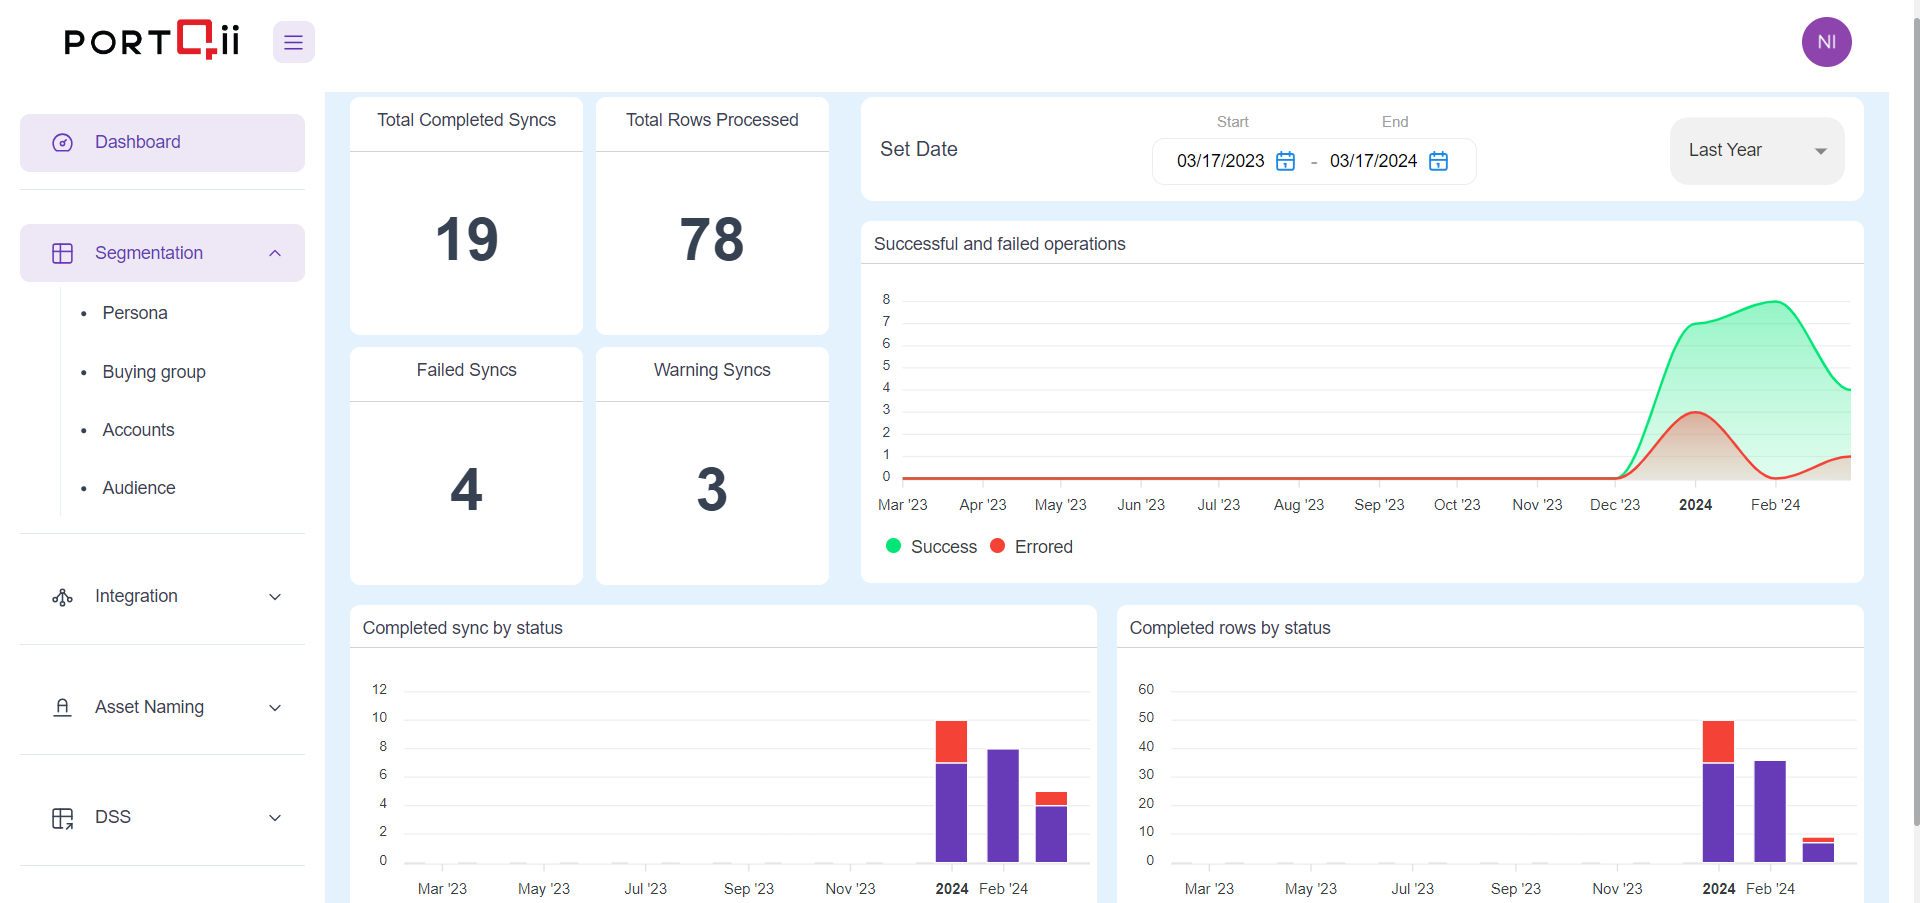 PORTQii
NI
Dashboard
Segmentation
Persona
Buying group
Accounts
Audience
Integration
Asset Naming
DSS
Total Completed Syncs
19
Total Rows Processed
78
Failed Syncs
4
Warning Syncs
3
Set Date
Start
End
03/17/2023 - 03/17/2024
Last Year
Successful and failed operations
8
7
6
5
4
3
2
1
0
Mar '23 Apr '23 May '23 Jun '23 Jul '23 Aug '23 Sep '23 Oct '23 Nov '23 Dec '23 2024 Feb '24
Success Errored
Completed sync by status
12
10
8
6
4
2
0
Mar '23 May '23 Jul '23 Sep '23 Nov '23 2024 Feb '24
Completed rows by status
60
50
40
30
20
10
0
Mar '23 May '23 Jul '23 Sep '23 Nov '23 2024 Feb '24